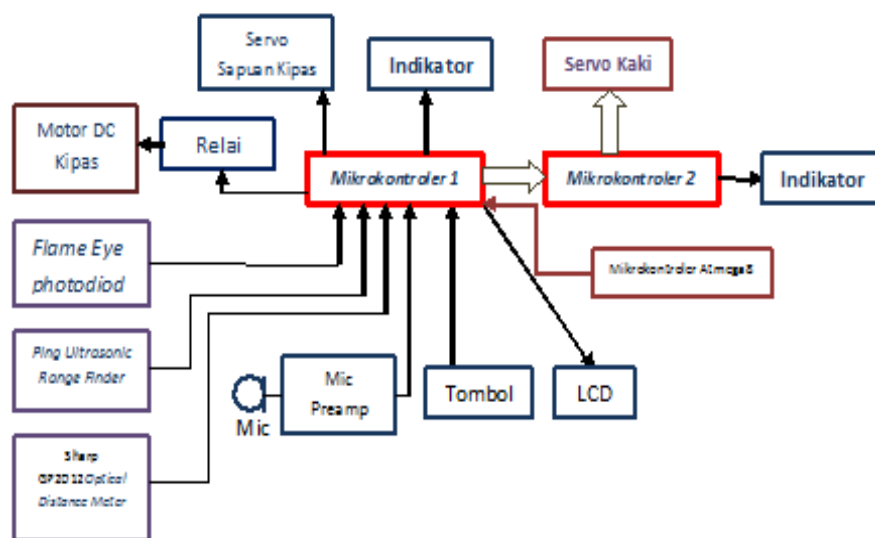 Servo
Sapuan Kipas
Indikator
Servo Kaki
Motor DC
Kipas
Relai
Mikrokontroler 1
Mikrokontroler 2
Indikator
Flame Eye
photodiod
Mikrokontroler ATmega8
Ping Ultrasonic
Range Finder
Mic
Preamp
Tombol
LCD
Mic
Sharp
GP2D12 Optical
Distance Meter